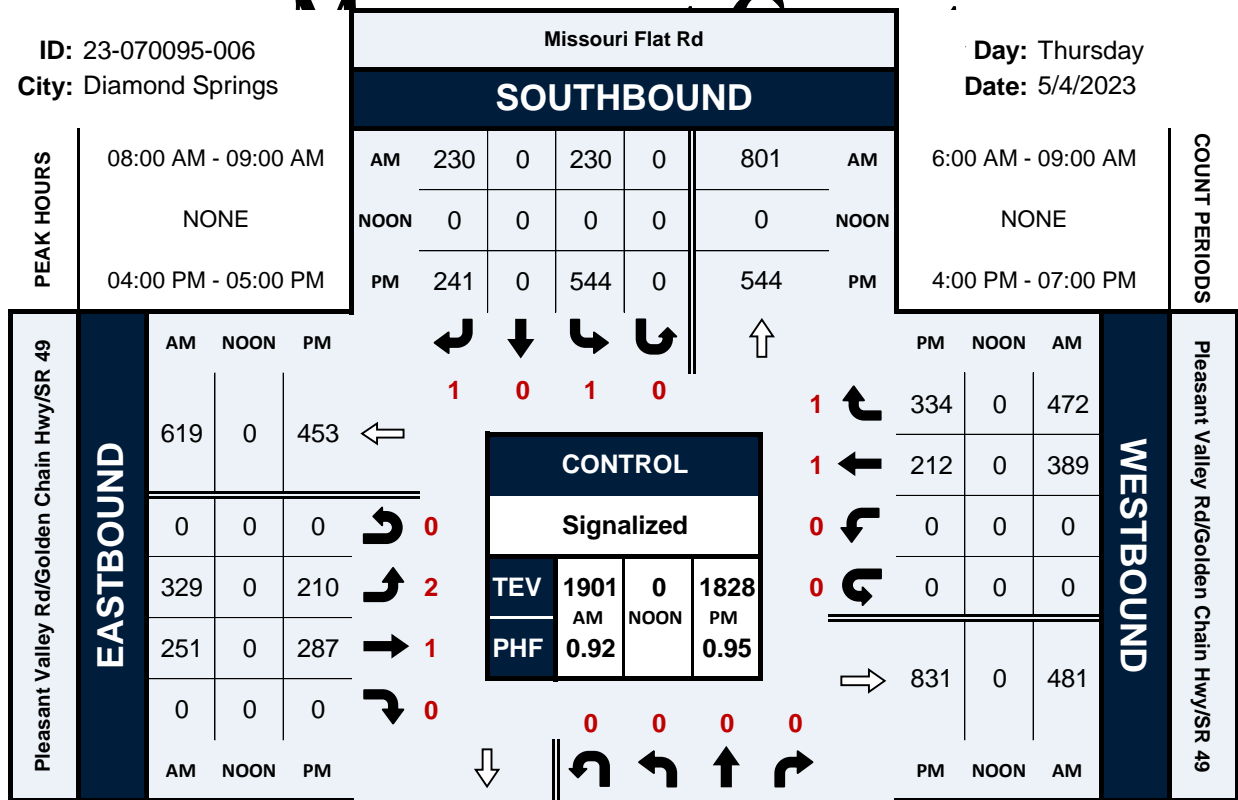 Missouri Flat Rd
ID: 23-070095-006
Day: Thursday
City: Diamond Springs
Date: 5/4/2023
SOUTHBOUND
PEAK HOURS
08:00 AM - 09:00 AM
NONE
04:00 PM - 05:00 PM
AM 230 0 230 0 801 AM
NOON 0 0 0 0 0 NOON
PM 241 0 544 0 544 PM
6:00 AM - 09:00 AM
NONE
4:00 PM - 07:00 PM
COUNT PERIODS
1 0 1 0
Pleasant Valley Rd/Golden Chain Hwy/SR 49
EASTBOUND
AM NOON PM
619 0 453
0 0 0 0
329 0 210 2
251 0 287 1
0 0 0 0
AM NOON PM
CONTROL
Signalized
TEV 1901 0 1828
AM NOON PM
PHF 0.92 0.95
PM NOON AM
1 334 0 472
1 212 0 389
0 0 0 0
0 0 0 0
831 0 481
PM NOON AM
WESTBOUND
Pleasant Valley Rd/Golden Chain Hwy/SR 49
0 0 0 0